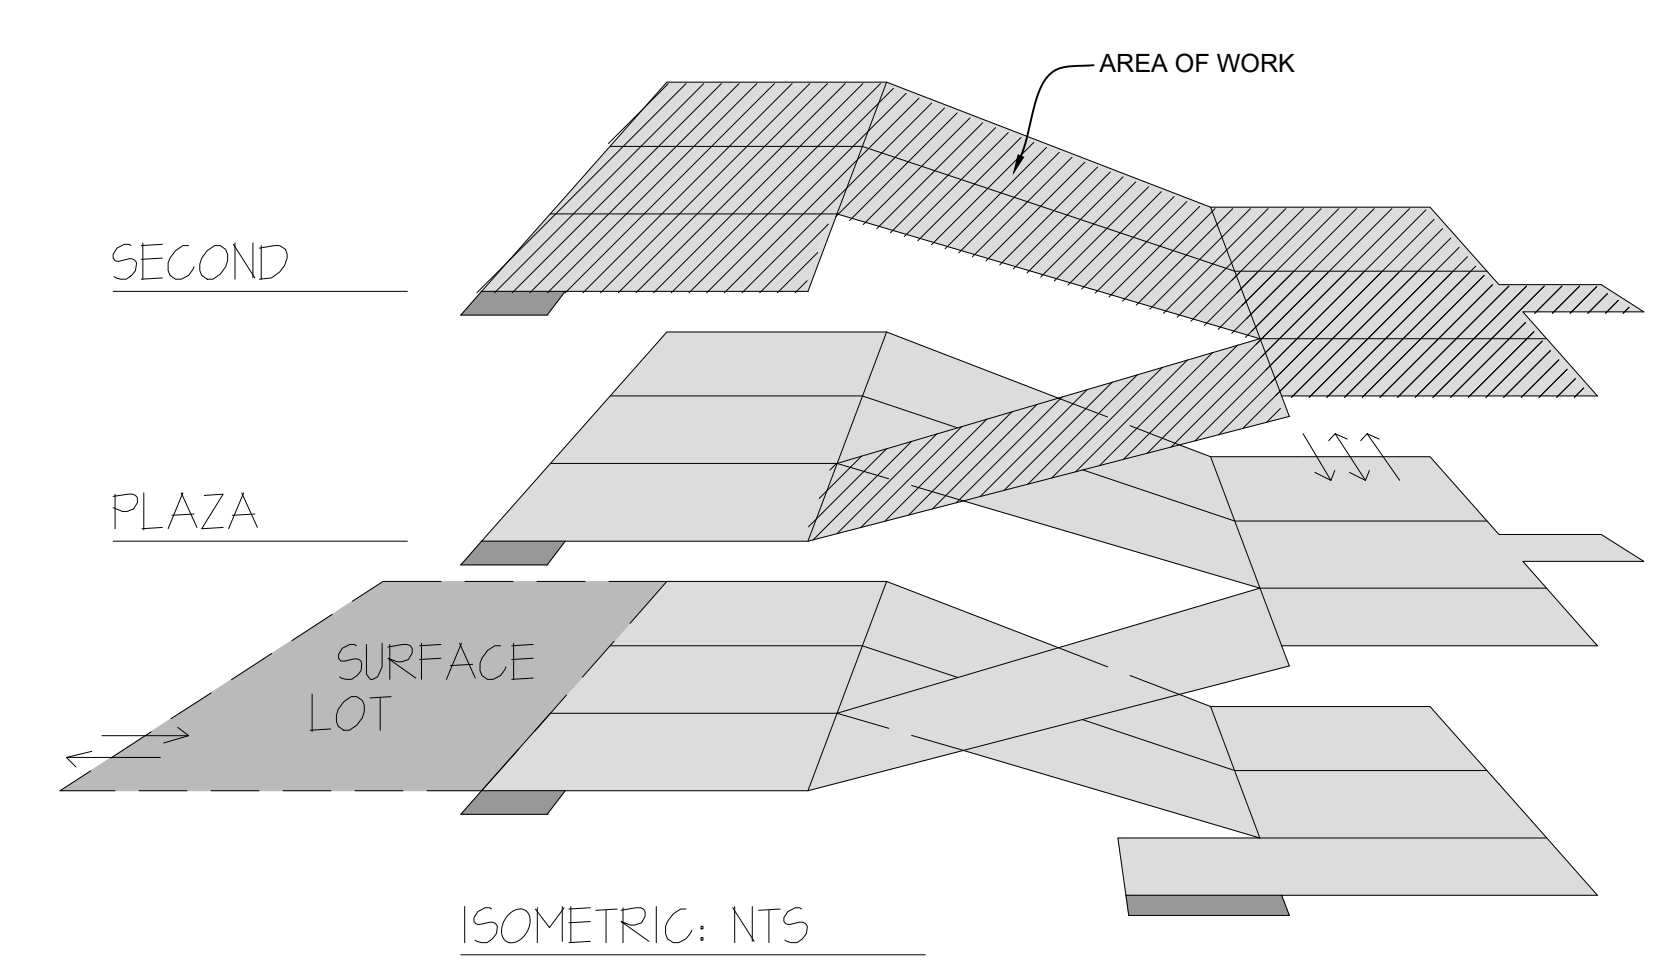 AREA OF WORK
SECOND
PLAZA
SURFACE
LOT
ISOMETRIC: NTS